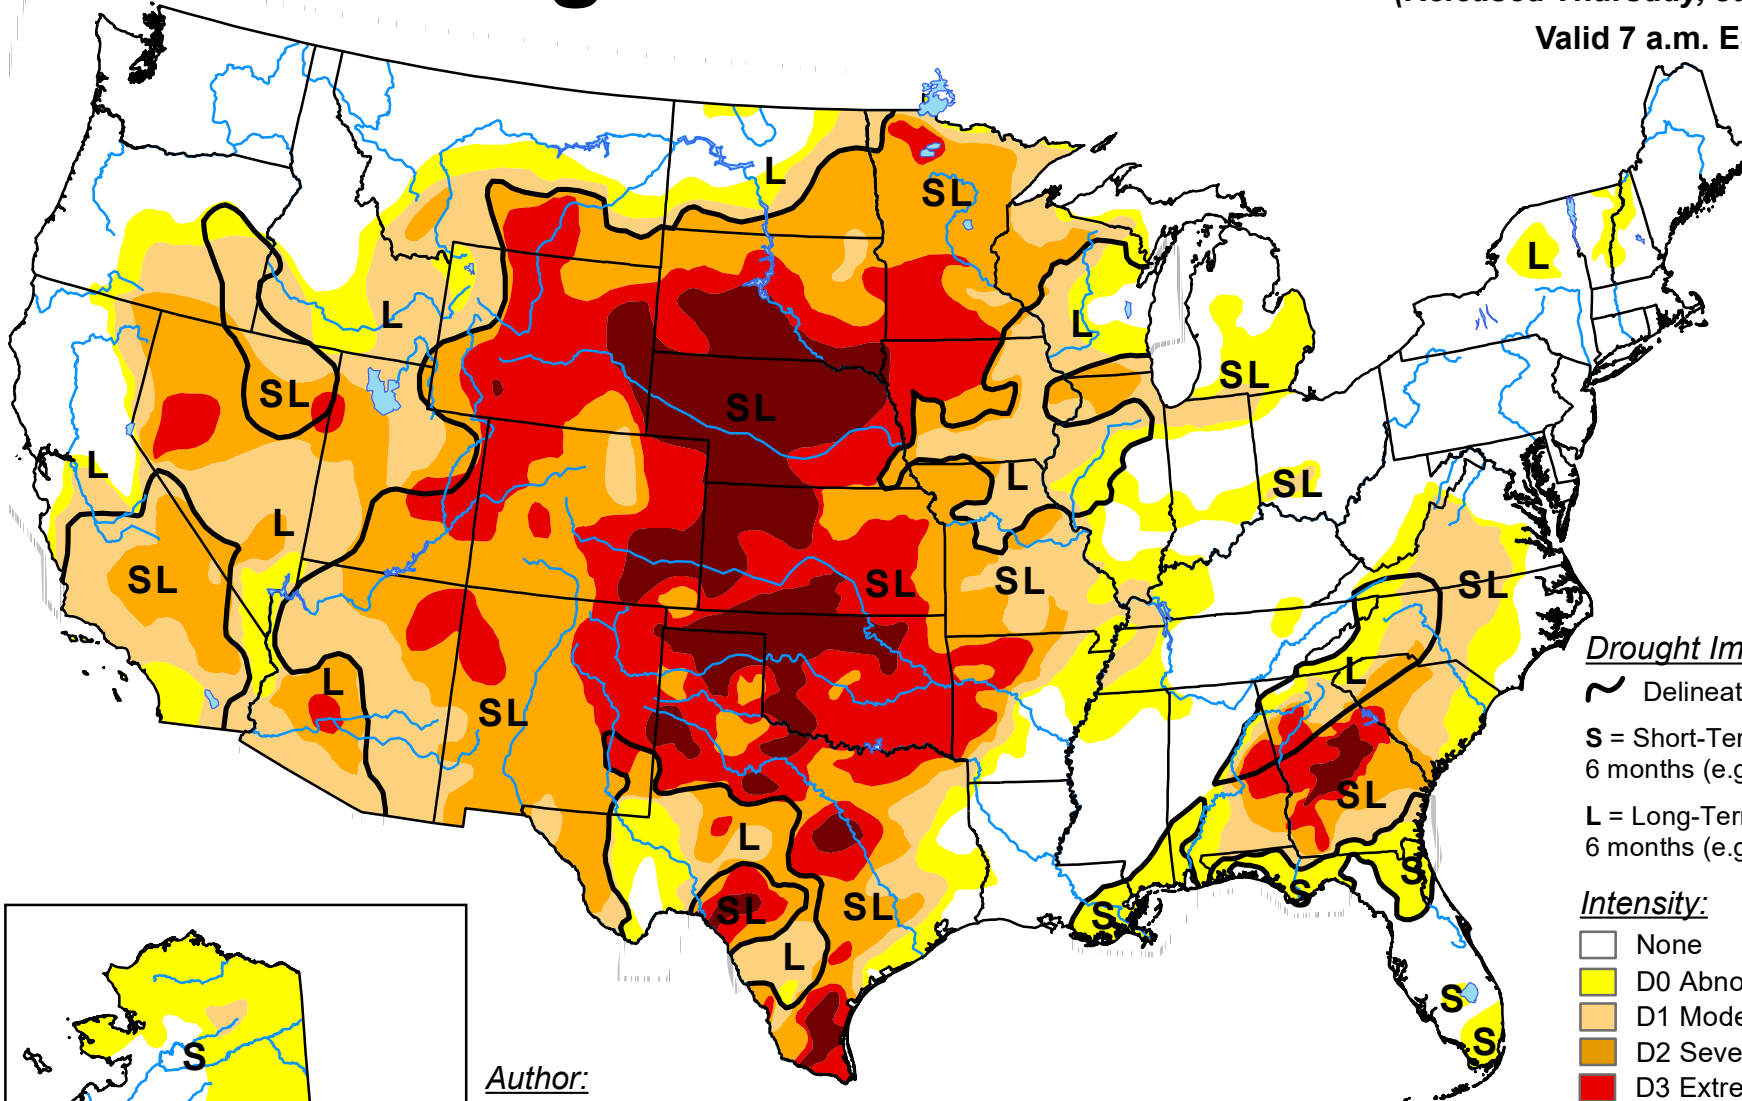 Valid 7 a.m.
L
SL
L
L
L
SL
SL
SL
L
SL
L
L
SL
SL
SL
SL
SL
L
L
SL
SL
L
SL
S
SL
SL
S
L
S
S
S
S
Drought
Delineat
S = Short-Ter
6 months (e.g
L = Long-Ter
6 months (e.g
Intensity:
None
D0 Abno
D1 Mode
D2 Seve
D3 Extre
Author: